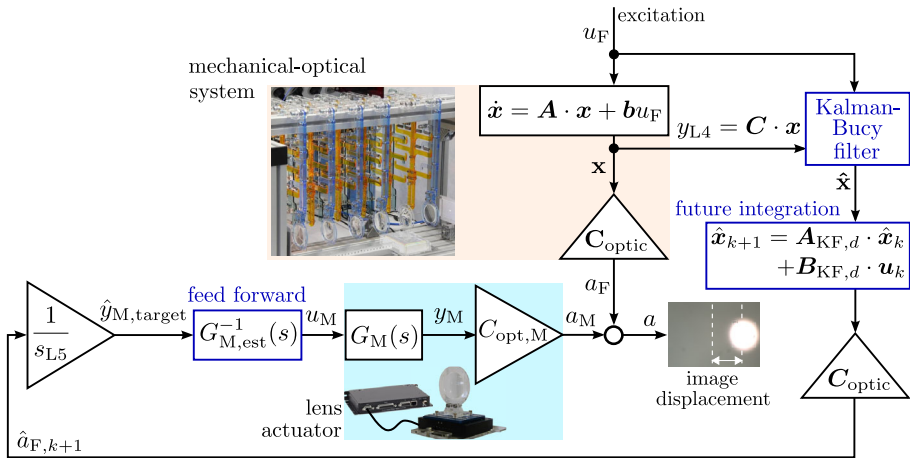 excitation
u_F
mechanical-optical
system
ẋ = A · x + bu_F
y_L4 = C · x
Kalman-
Bucy
filter
x
x̂
C_optic
future integration
x̂_{k+1} = A_{KF,d} · x̂_k
+B_{KF,d} · u_k
a_F
1
s_L5
ŷ_{M,target}
feed forward
G^{-1}_{M,est}(s)
u_M
G_M(s)
y_M
C_{opt,M}
a_M
a
image
displacement
C_optic
lens
actuator
â_{F,k+1}